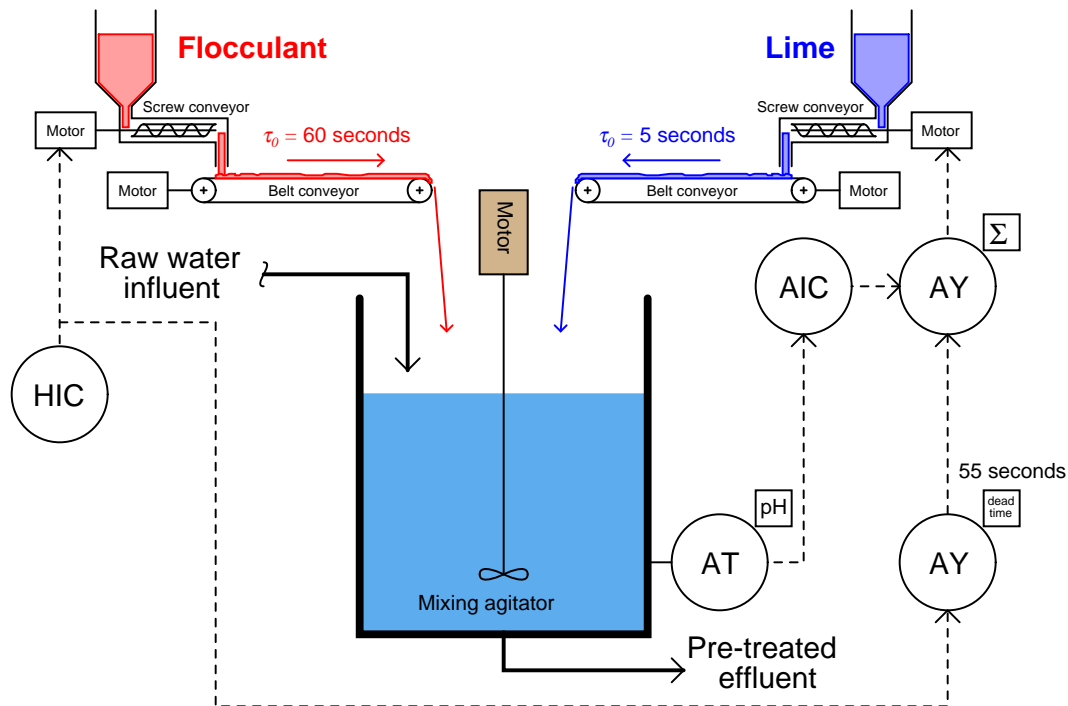 Flocculant
Lime
Screw conveyor
Screw conveyor
Motor
τ0 = 60 seconds
τ0 = 5 seconds
Motor
Motor
+
Belt conveyor
+
+
Belt conveyor
+
Motor
Motor
Σ
Raw water
influent
AIC
AY
HIC
55 seconds
pH
dead
time
AT
AY
Mixing agitator
Pre-treated
effluent